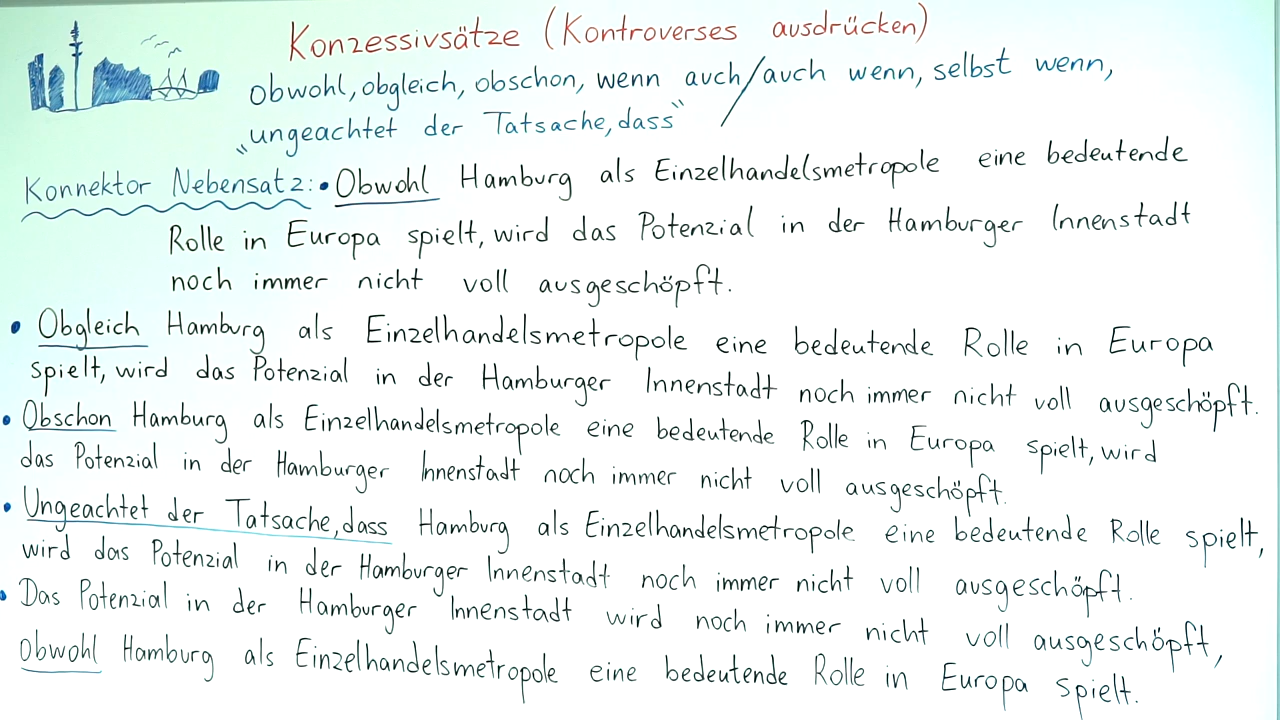 Konzessivsätze (Kontroverses ausdrücken)
obwohl, obgleich, obschon, wenn auch/auch wenn, selbst wenn,
„ungeachtet der Tatsache, dass“
Konnektor Nebensatz: • Obwohl Hamburg als Einzelhandelsmetropole eine bedeutende
Rolle in Europa spielt, wird das Potenzial in der Hamburger Innenstadt
noch immer nicht voll ausgeschöpft.
• Obgleich Hamburg als Einzelhandelsmetropole eine bedeutende Rolle in Europa
spielt, wird das Potenzial in der Hamburger Innenstadt noch immer nicht voll ausgeschöpft.
• Obschon Hamburg als Einzelhandelsmetropole eine bedeutende Rolle in Europa spielt, wird
das Potenzial in der Hamburger Innenstadt noch immer nicht voll ausgeschöpft.
• Ungeachtet der Tatsache, dass Hamburg als Einzelhandelsmetropole eine bedeutende Rolle spielt,
wird das Potenzial in der Hamburger Innenstadt noch immer nicht voll ausgeschöpft.
• Das Potenzial in der Hamburger Innenstadt wird noch immer nicht voll ausgeschöpft,
obwohl Hamburg als Einzelhandelsmetropole eine bedeutende Rolle in Europa spielt.